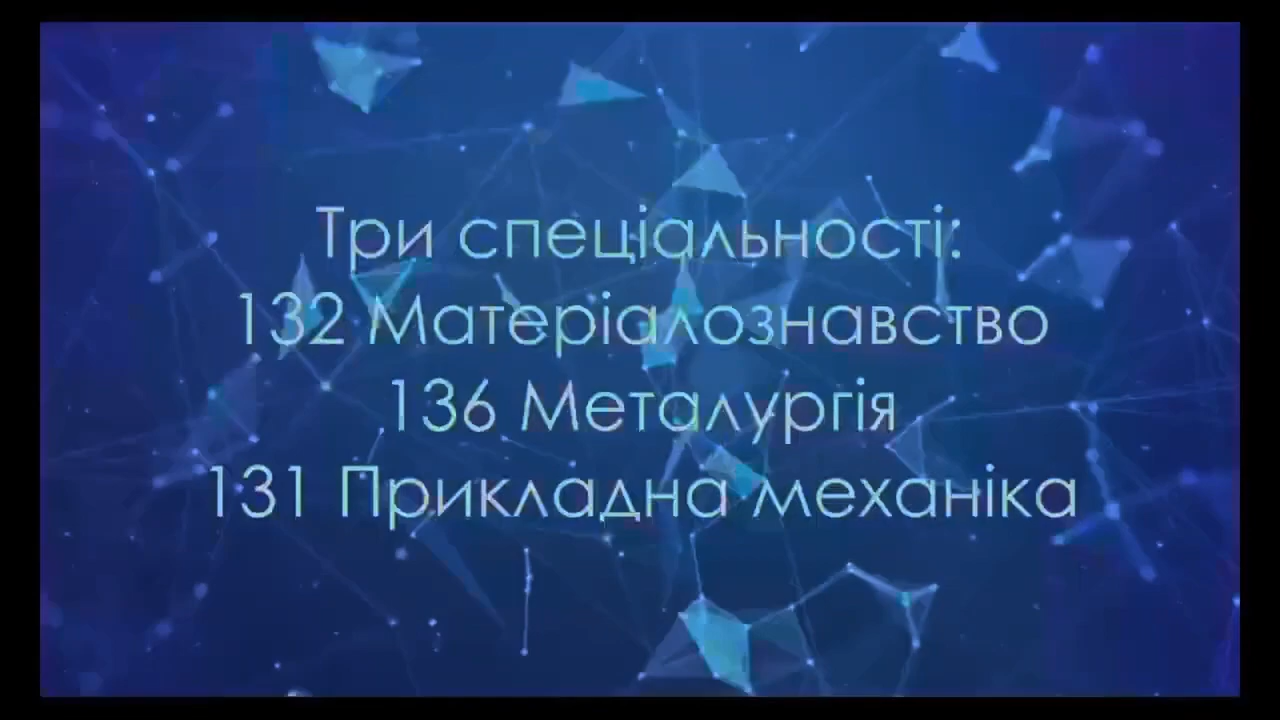 Три спеціальності:
132 Матеріалознавство
136 Металургія
131 Прикладна механіка